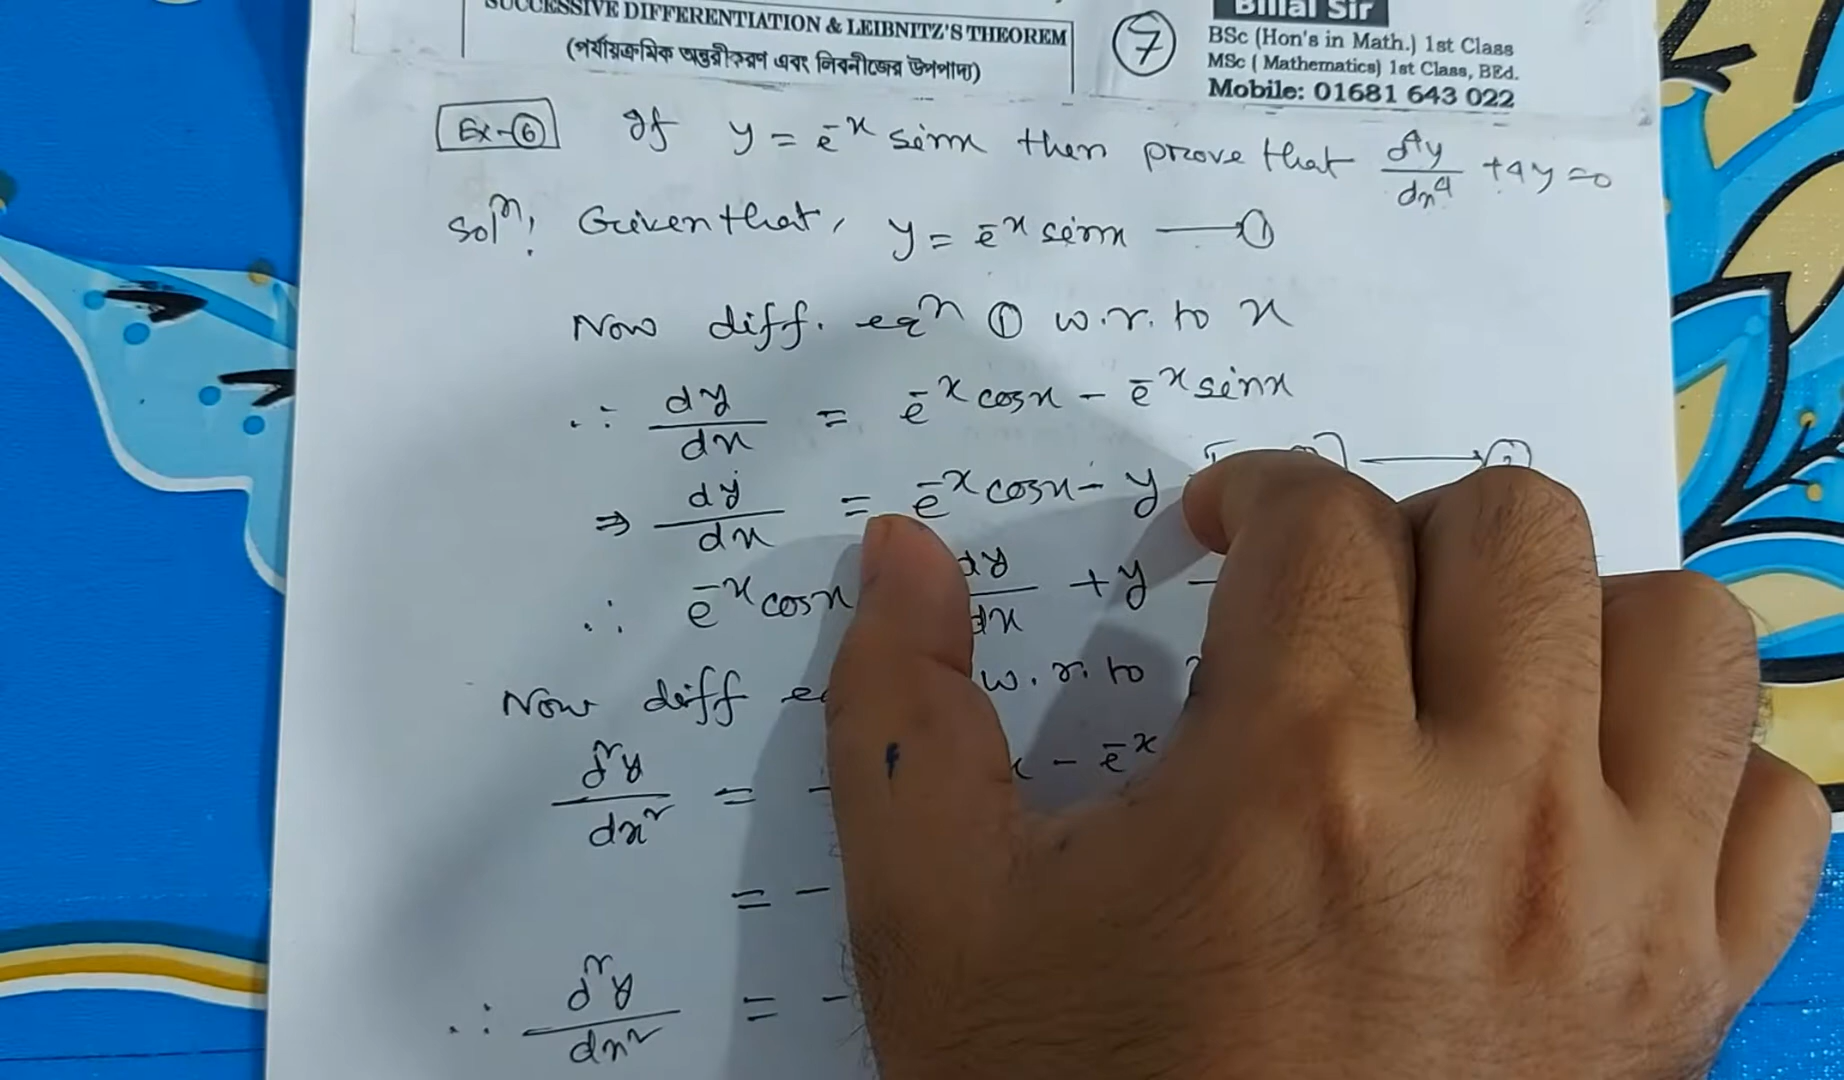 SUCCESSIVE DIFFERENTIATION & LEIBNITZ'S THEOREM
(পর্যায়ক্রমিক অন্তরীকরণ এবং লিবনীজের উপপাদ্য)
7
Billal Sir
BSc (Hon's in Math.) 1st Class
MSc ( Mathematics) 1st Class, BEd.
Mobile: 01681 643 022
Ex-⑥ If y = e⁻ˣ sinx then prove that d⁴y/dx⁴ + 4y = 0
Solⁿ: Given that, y = e⁻ˣ sinx ⟶ ①
Now diff. eqⁿ ① w.r. to x
∴ dy/dx = e⁻ˣ cosx − e⁻ˣ sinx
⇒ dy/dx = e⁻ˣ cosx − y ⟶ ②
∴ e⁻ˣ cosx dy/dx + y −
Now diff w.r. to
d²y/dx² = − − e⁻ˣ
= −
∴ d²y/dx² = −